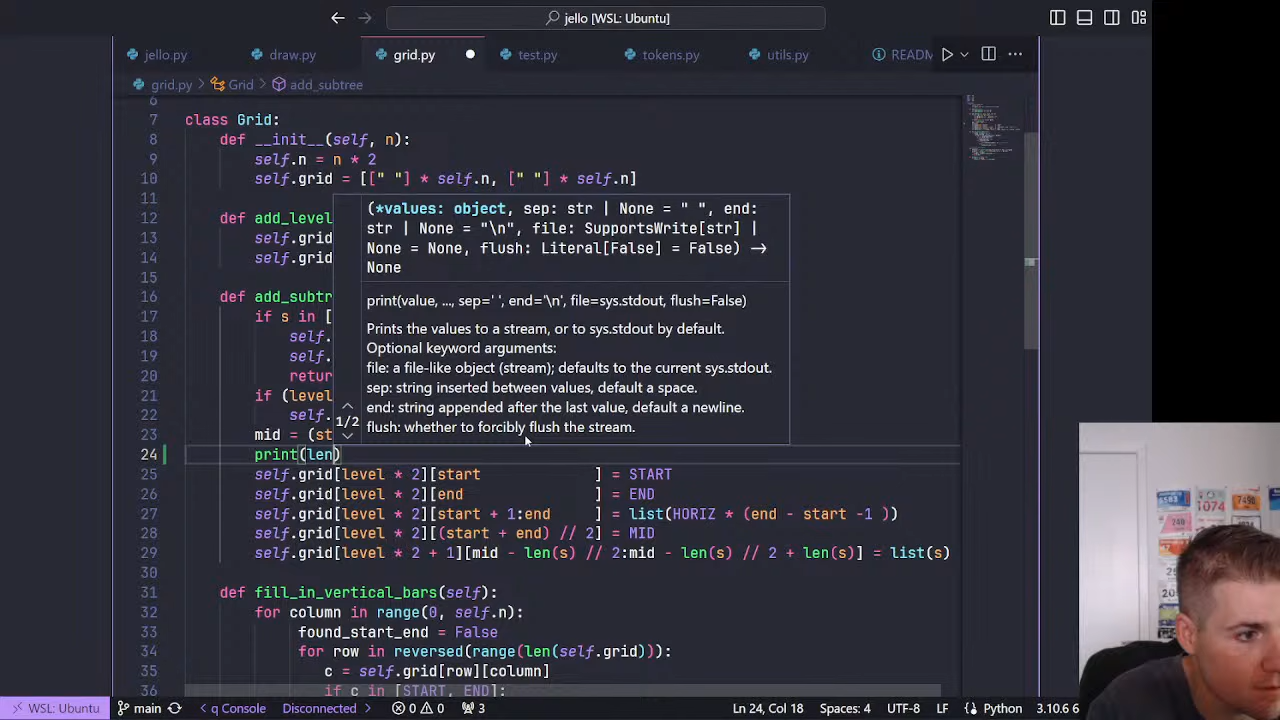 jello [WSL: Ubuntu]
jello.py draw.py grid.py test.py tokens.py utils.py READM
grid.py > Grid > add_subtree
6
7 class Grid:
8 def __init__(self, n):
9 self.n = n * 2
10 self.grid = [[" "] * self.n, [" "] * self.n]
11
12 def add_level
13 self.grid
14 self.grid
15
16 def add_subtre
17 if s in [
18 self.
19 self.
20 return
21 if (level
22 self.
23 mid = (st
24 print(len)
25 self.grid[level * 2][start ] = START
26 self.grid[level * 2][end ] = END
27 self.grid[level * 2][start + 1:end ] = list(HORIZ * (end - start -1 ))
28 self.grid[level * 2][(start + end) // 2] = MID
29 self.grid[level * 2 + 1][mid - len(s) // 2:mid - len(s) // 2 + len(s)] = list(s)
30
31 def fill_in_vertical_bars(self):
32 for column in range(0, self.n):
33 found_start_end = False
34 for row in reversed(range(len(self.grid))):
35 c = self.grid[row][column]
36 if c in [START, END]:
(*values: object, sep: str | None = " ", end:
str | None = "\n", file: SupportsWrite[str] |
None = None, flush: Literal[False] = False) →
None
print(value, ..., sep=' ', end='\n', file=sys.stdout, flush=False)
Prints the values to a stream, or to sys.stdout by default.
Optional keyword arguments:
file: a file-like object (stream); defaults to the current sys.stdout.
sep: string inserted between values, default a space.
1/2
end: string appended after the last value, default a newline.
flush: whether to forcibly flush the stream.
WSL: Ubuntu main q Console Disconnected 0 0 3 Ln 24, Col 18 Spaces: 4 UTF-8 LF Python 3.10.6